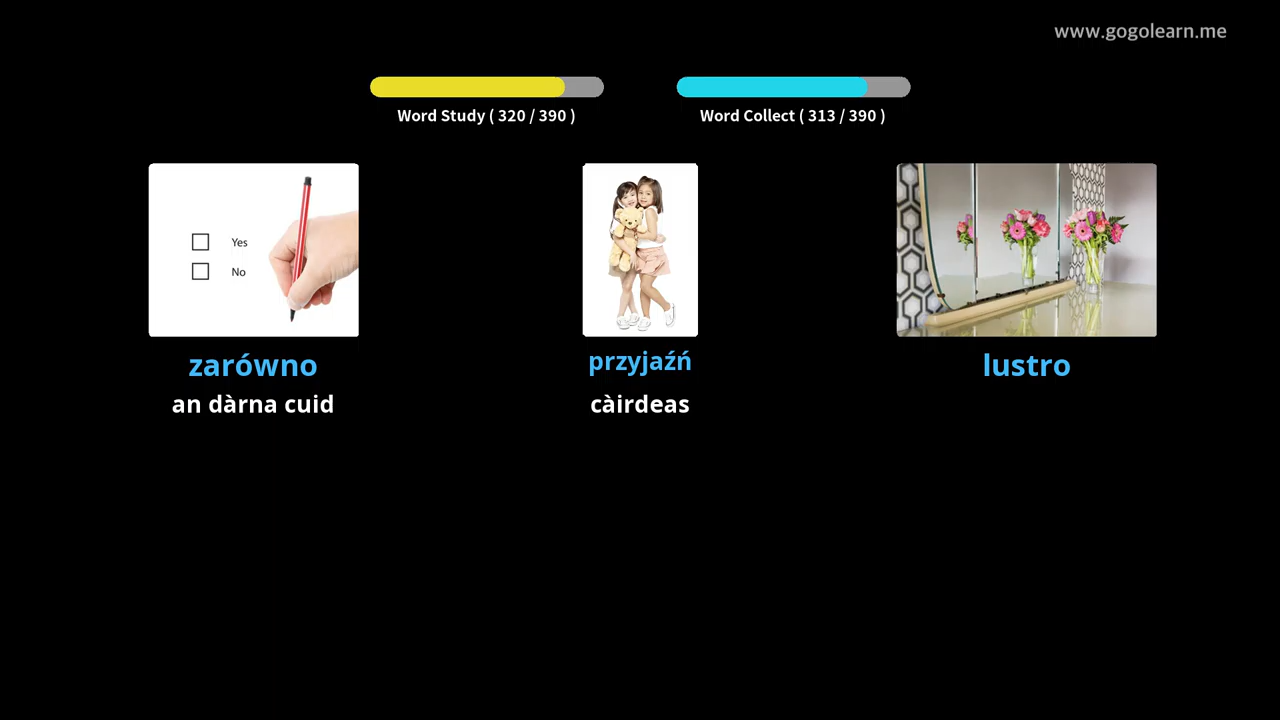 www.gogolearn.me
Word Study ( 320 / 390 )
Word Collect ( 313 / 390 )
Yes
No
zarówno
an dàrna cuid
przyjaźń
càirdeas
lustro